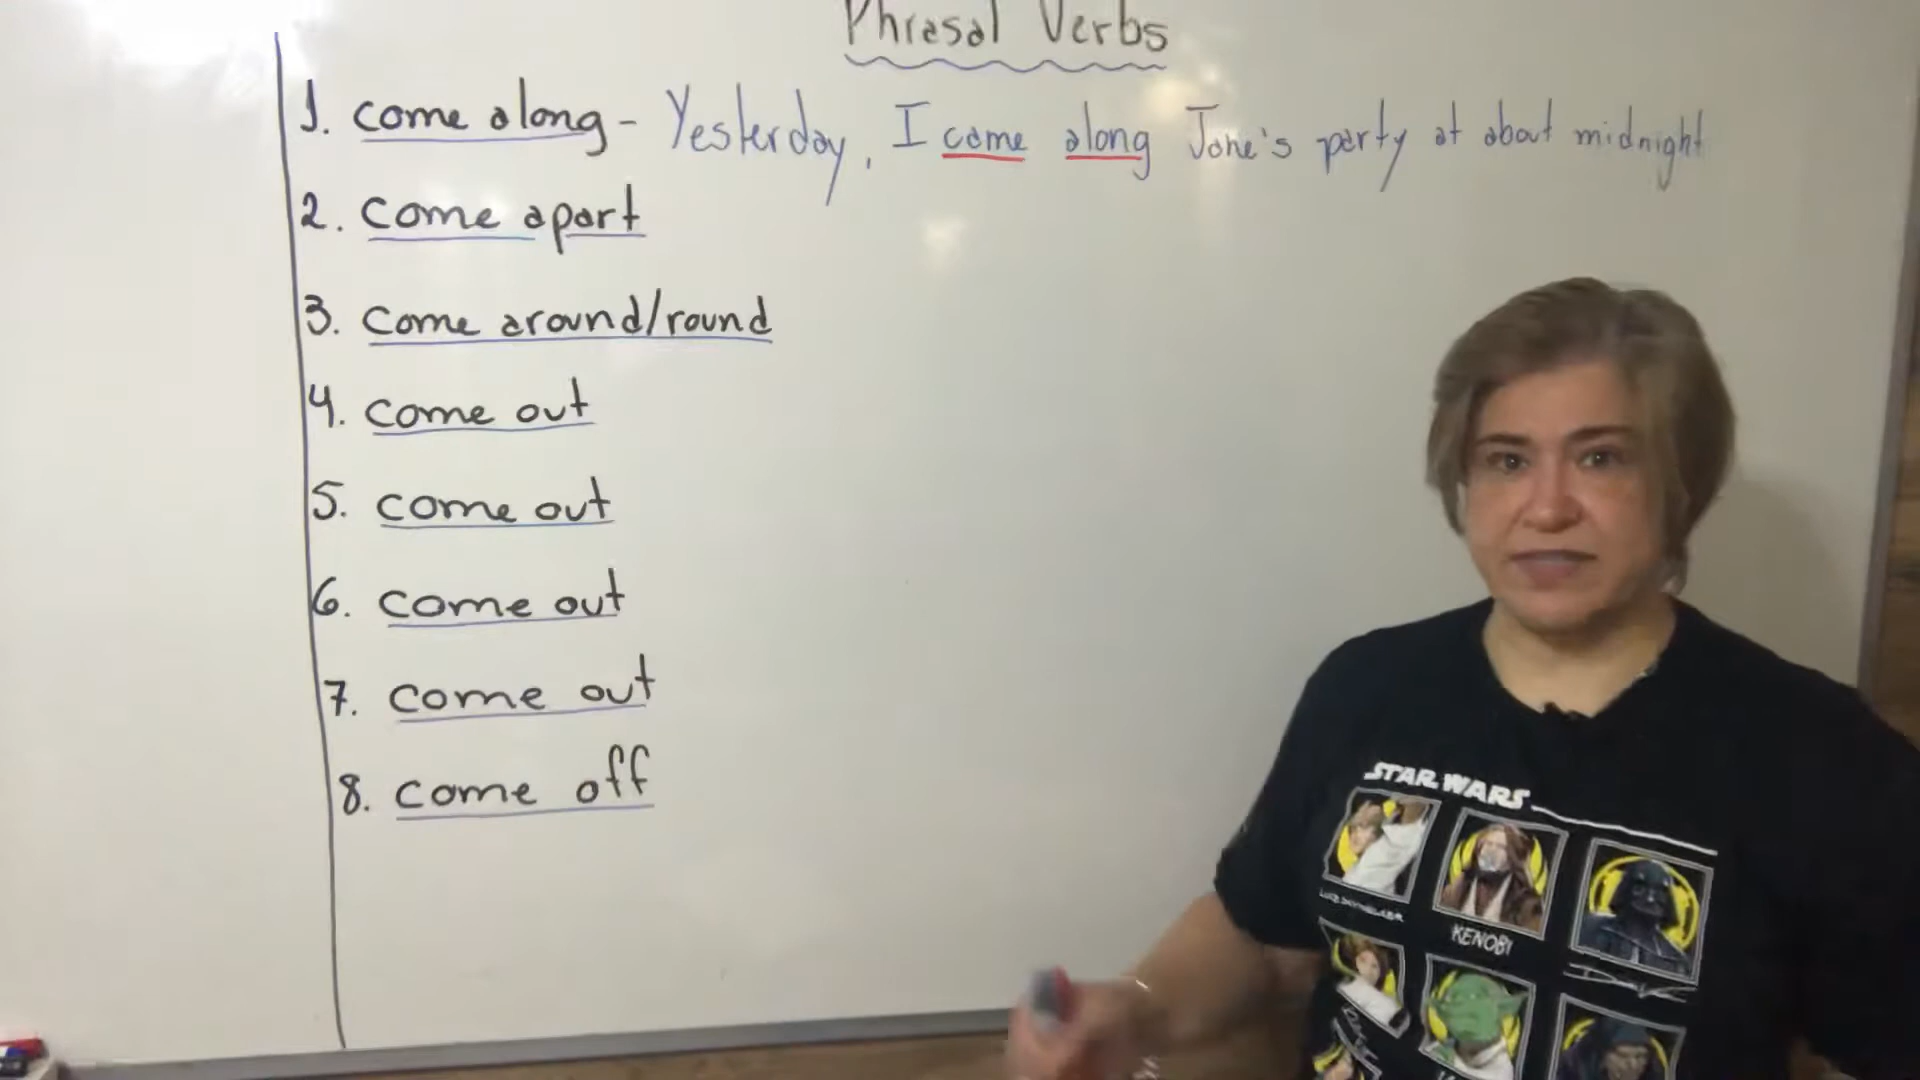 Phrasal Verbs
1. come along - Yesterday, I came along Jane's party at about midnight
2. come apart
3. come around/round
4. come out
5. come out
6. come out
7. come out
8. come off
STAR WARS
LUKE SKYWALKER
KENOBI